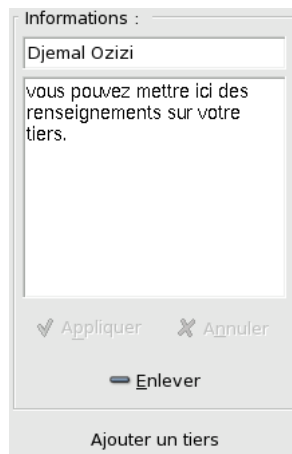 Informations :
Djemal Ozizi
vous pouvez mettre ici des
renseignements sur votre
tiers.
Appliquer Annuler
Enlever
Ajouter un tiers